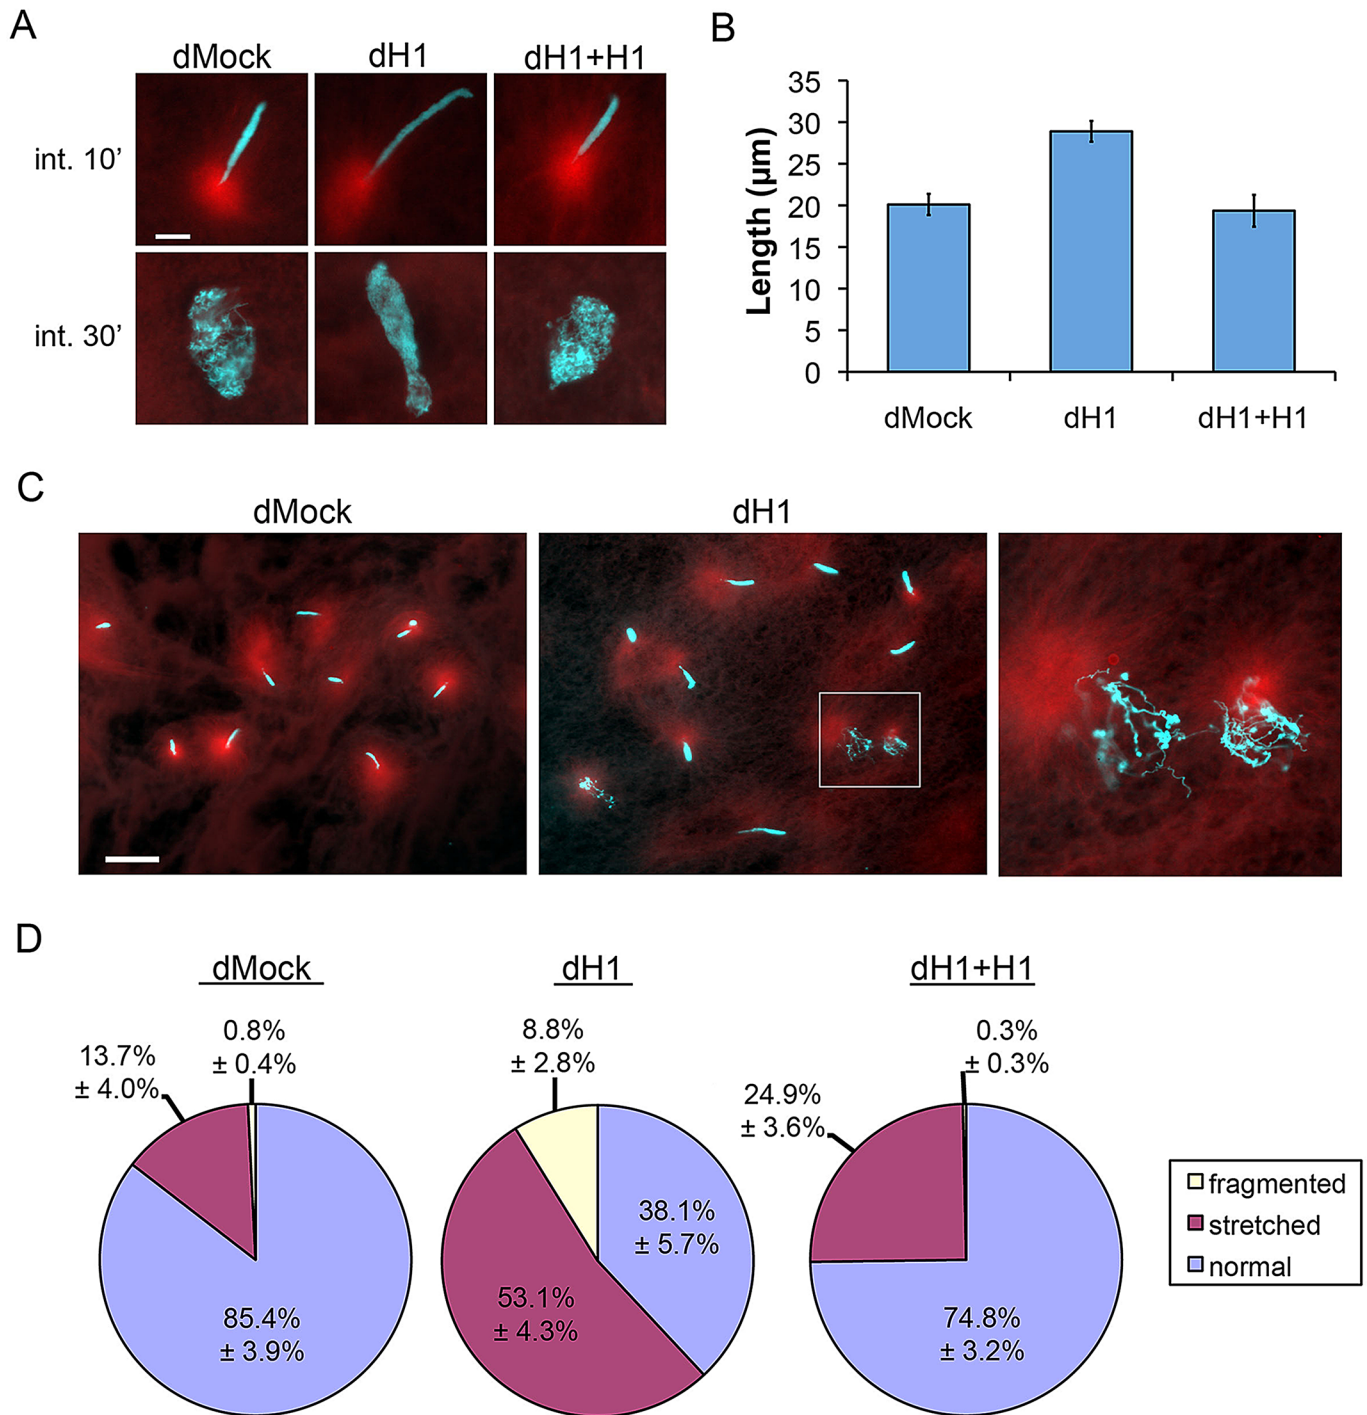 A
dMock
dH1
dH1+H1
int. 10’
int. 30’
B
Length (µm)
35
30
25
20
15
10
5
0
dMock
dH1
dH1+H1
C
dMock
dH1
D
dMock
dH1
dH1+H1
13.7%
± 4.0%
0.8%
± 0.4%
85.4%
± 3.9%
8.8%
± 2.8%
38.1%
± 5.7%
53.1%
± 4.3%
24.9%
± 3.6%
0.3%
± 0.3%
74.8%
± 3.2%
fragmented
stretched
normal